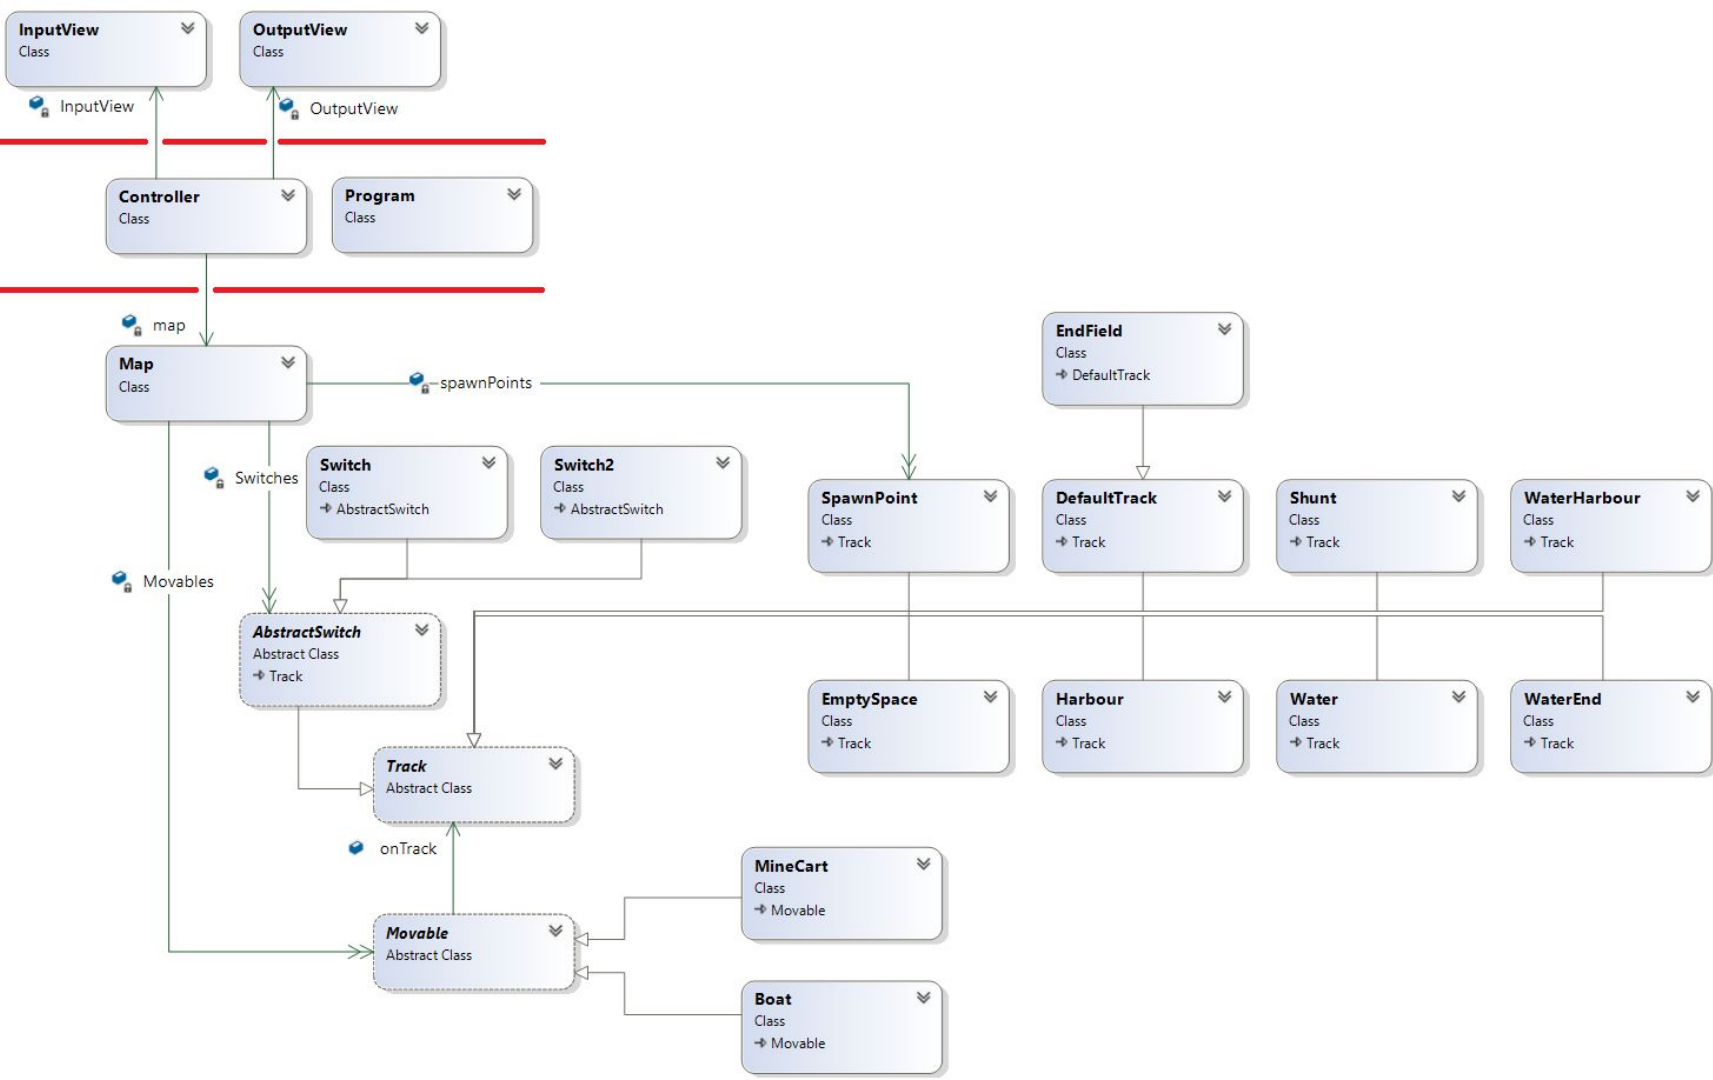 InputView
Class
OutputView
Class
InputView
OutputView
Controller
Class
Program
Class
map
Map
Class
spawnPoints
EndField
Class
DefaultTrack
Switches
Switch
Class
AbstractSwitch
Switch2
Class
AbstractSwitch
SpawnPoint
Class
Track
DefaultTrack
Class
Track
Shunt
Class
Track
WaterHarbour
Class
Track
Movables
AbstractSwitch
Abstract Class
Track
EmptySpace
Class
Track
Harbour
Class
Track
Water
Class
Track
WaterEnd
Class
Track
Track
Abstract Class
onTrack
MineCart
Class
Movable
Movable
Abstract Class
Boat
Class
Movable